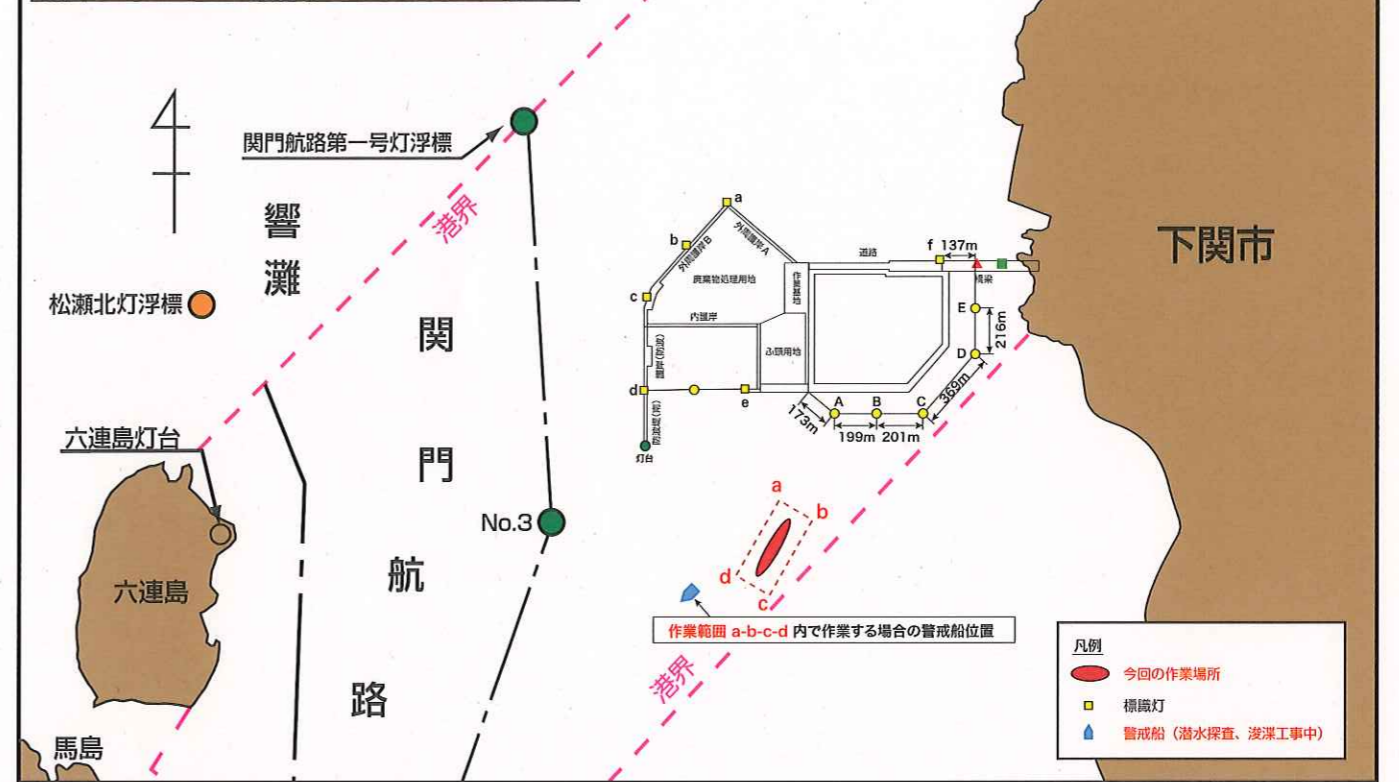 関門航路第一号灯浮標
港界
響灘
松瀬北灯浮標
六連島灯台
六連島
馬島
関門航路
No.3
下関市
a
b
c
d
e
f 137m
外周護岸B
外周護岸A
廃棄物処理用地
作業基地
道路
橋梁
内護岸
ふ頭用地
灯台
E
216m
D
369m
A
B
C
173m
199m
201m
a
b
c
d
作業範囲 a-b-c-d 内で作業する場合の警戒船位置
港界
凡例
今回の作業場所
標識灯
警戒船（潜水探査、浚渫工事中）